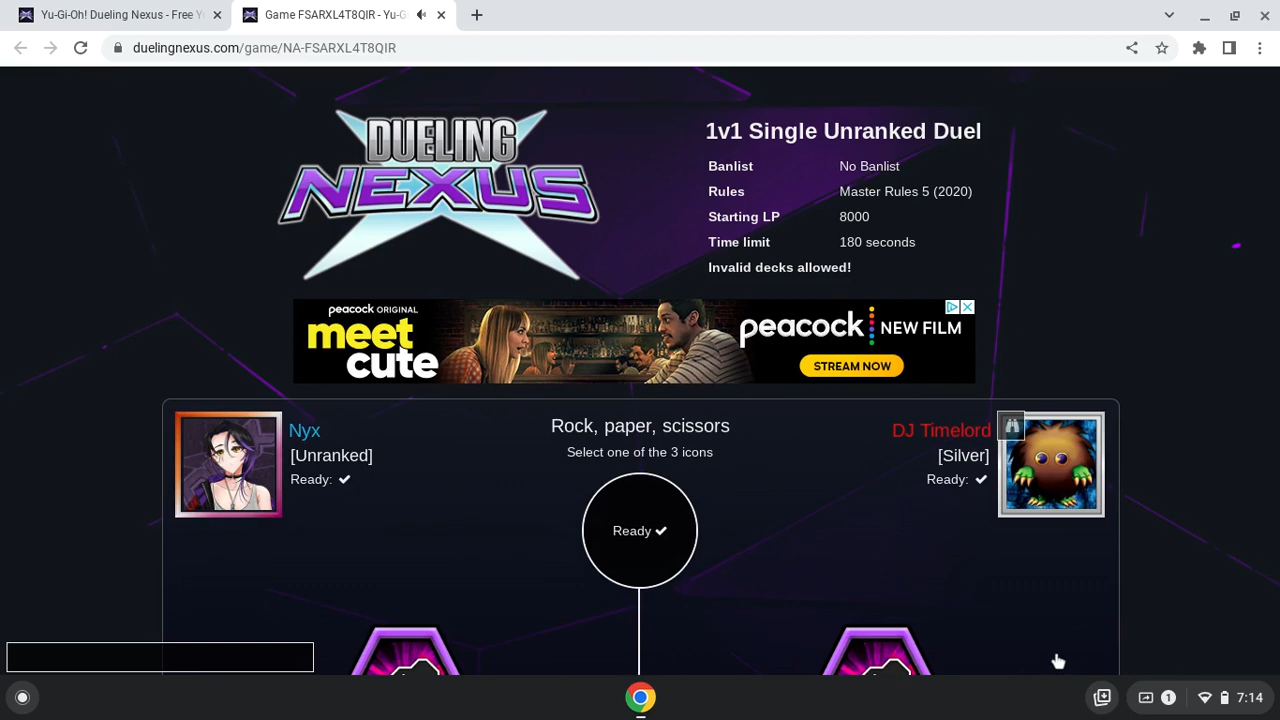 Yu-Gi-Oh! Dueling Nexus - Free Y
Game FSARXL4T8QIR - Yu-G
duelingnexus.com/game/NA-FSARXL4T8QIR
DUELING
NEXUS
1v1 Single Unranked Duel
Banlist No Banlist
Rules Master Rules 5 (2020)
Starting LP 8000
Time limit 180 seconds
Invalid decks allowed!
peacock ORIGINAL
meet
cute
peacock NEW FILM
STREAM NOW
Nyx
[Unranked]
Ready:
Rock, paper, scissors
Select one of the 3 icons
Ready
DJ Timelord
[Silver]
Ready:
1
7:14